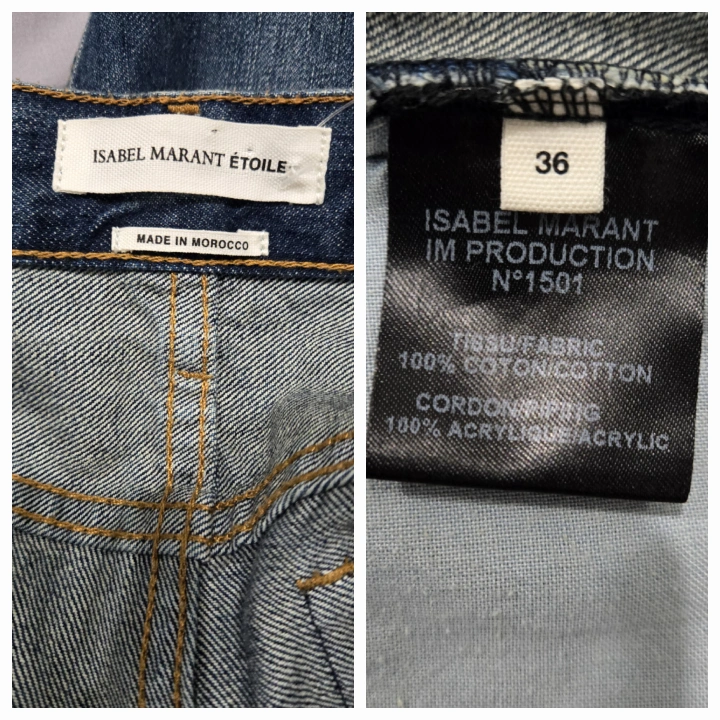 ISABEL MARANT ÉTOILE
MADE IN MOROCCO
36
ISABEL MARANT
IM PRODUCTION
N°1501
TISSU/FABRIC
100% COTON/COTTON
CORDON/PIPING
100% ACRYLIQUE/ACRYLIC